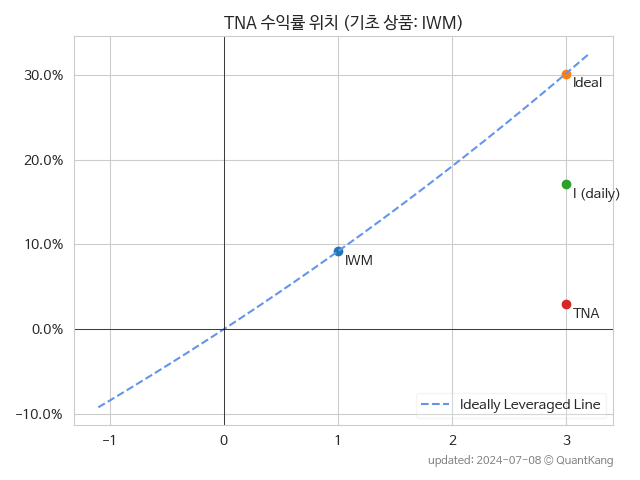 TNA 수익률 위치 (기초 상품: IWM)
30.0%
20.0%
10.0%
0.0%
−10.0%
Ideal
I (daily)
IWM
TNA
Ideally Leveraged Line
−1
0
1
2
3
updated: 2024-07-08 © QuantKang